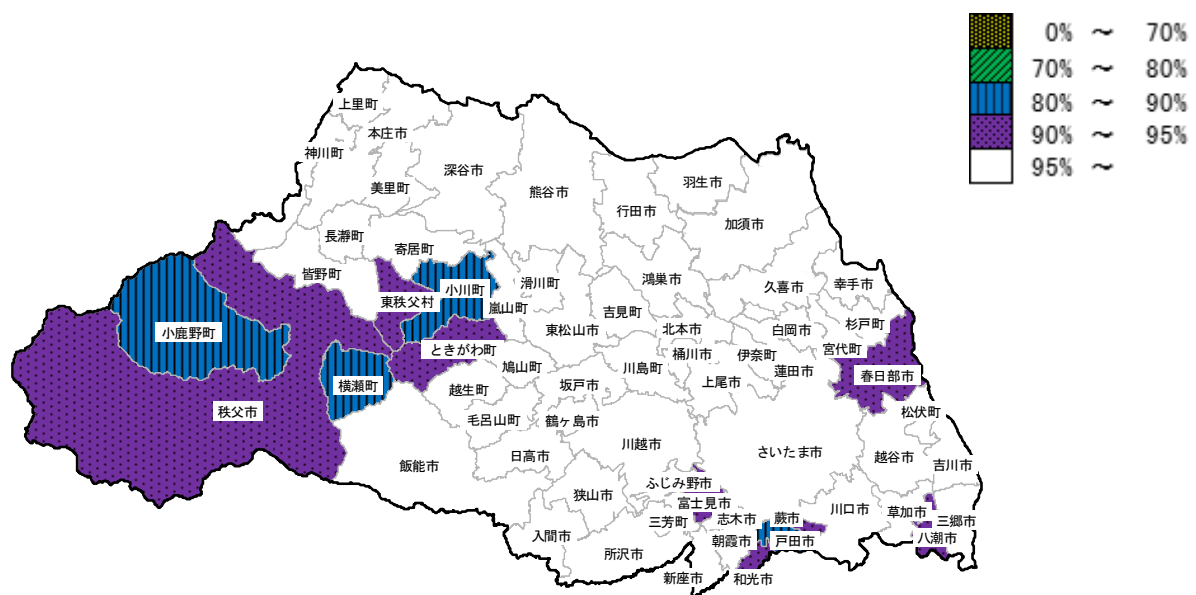 0% ～ 70%
70% ～ 80%
80% ～ 90%
90% ～ 95%
95% ～
上里町
本庄市
神川町
深谷市
美里町
熊谷市
羽生市
行田市
加須市
長瀞町
寄居町
皆野町
小川町
滑川町
鴻巣市
久喜市
幸手市
東秩父村
嵐山町
吉見町
小鹿野町
東松山市
北本市
白岡市
杉戸町
ときがわ町
桶川市
伊奈町
宮代町
鳩山町
川島町
蓮田市
春日部市
横瀬町
越生町
坂戸市
上尾市
秩父市
毛呂山町
鶴ヶ島市
松伏町
川越市
さいたま市
飯能市
日高市
越谷市
吉川市
ふじみ野市
狭山市
富士見市
川口市
草加市
三芳町
志木市
蕨市
三郷市
入間市
朝霞市
戸田市
八潮市
所沢市
新座市
和光市